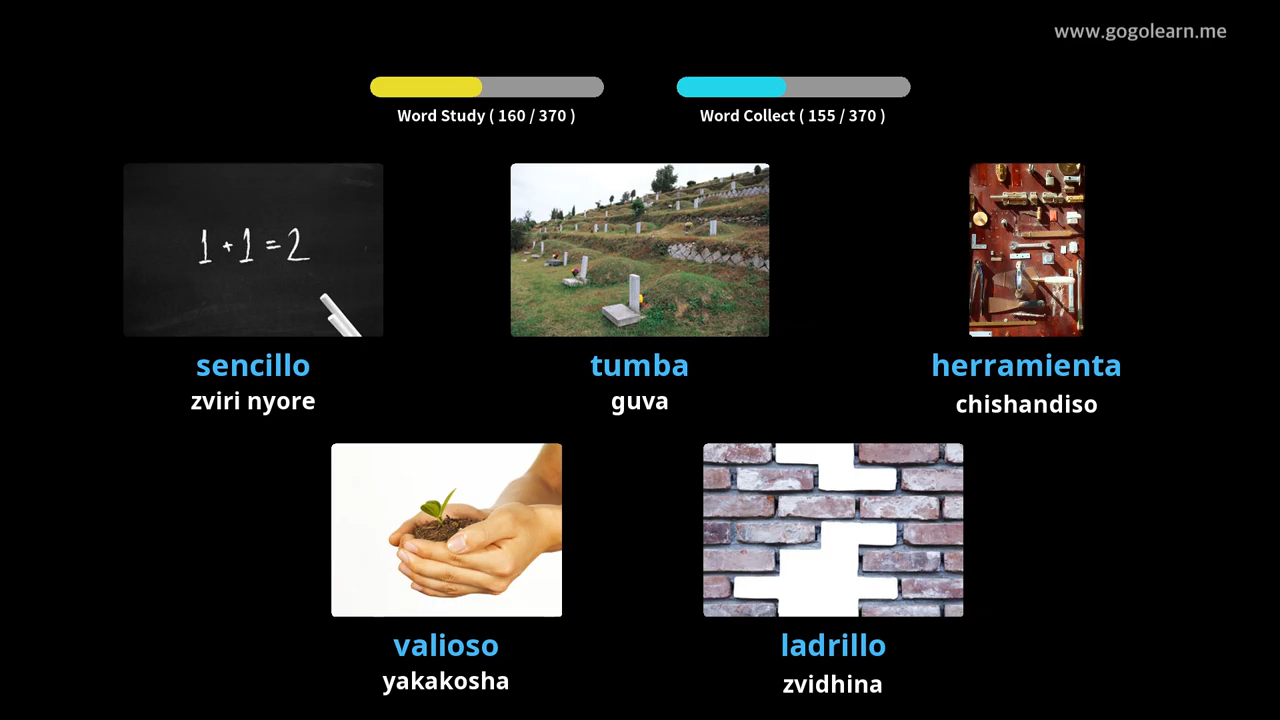 www.gogolearn.me
Word Study ( 160 / 370 )
Word Collect ( 155 / 370 )
1 + 1 = 2
sencillo
zviri nyore
tumba
guva
herramienta
chishandiso
valioso
yakakosha
ladrillo
zvidhina